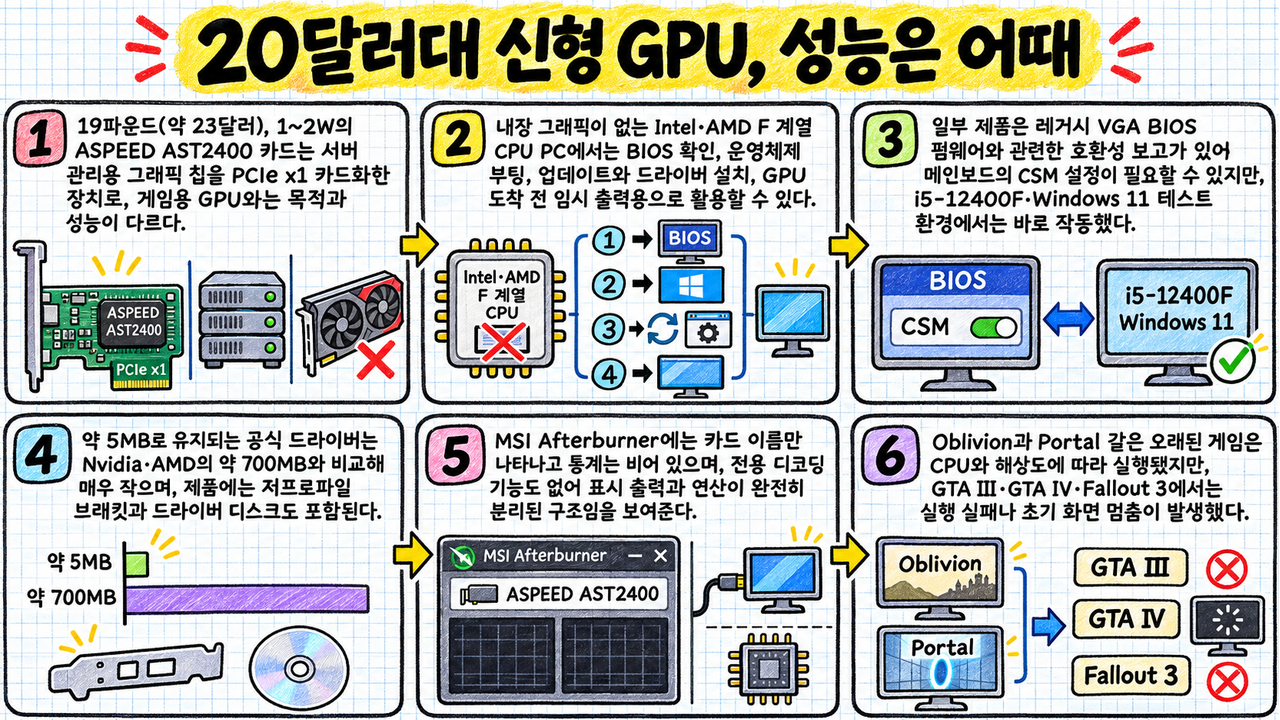 20달러대 신형 GPU, 성능은 어때
1
19파운드(약 23달러), 1~2W의
ASPEED AST2400 카드는 서버
관리용 그래픽 칩을 PCIe x1 카드화한
장치로, 게임용 GPU와는 목적과
성능이 다르다.
ASPEED
AST2400
PCIe x1
2
내장 그래픽이 없는 Intel·AMD F 계열
CPU PC에서는 BIOS 확인, 운영체제
부팅, 업데이트와 드라이버 설치, GPU
도착 전 임시 출력용으로 활용할 수 있다.
Intel·AMD
F 계열
CPU
1
BIOS
2
3
4
3
일부 제품은 레거시 VGA BIOS
펌웨어와 관련한 호환성 보고가 있어
메인보드의 CSM 설정이 필요할 수 있지만,
i5-12400F·Windows 11 테스트
환경에서는 바로 작동했다.
BIOS
CSM
i5-12400F
Windows 11
4
약 5MB로 유지되는 공식 드라이버는
Nvidia·AMD의 약 700MB와 비교해
매우 작으며, 제품에는 저프로파일
브래킷과 드라이버 디스크도 포함된다.
약 5MB
약 700MB
5
MSI Afterburner에는 카드 이름만
나타나고 통계는 비어 있으며, 전용 디코딩
기능도 없어 표시 출력과 연산이 완전히
분리된 구조임을 보여준다.
MSI Afterburner
ASPEED AST2400
6
Oblivion과 Portal 같은 오래된 게임은
CPU와 해상도에 따라 실행됐지만,
GTA III·GTA IV·Fallout 3에서는
실행 실패나 초기 화면 멈춤이 발생했다.
Oblivion
Portal
GTA III
GTA IV
Fallout 3